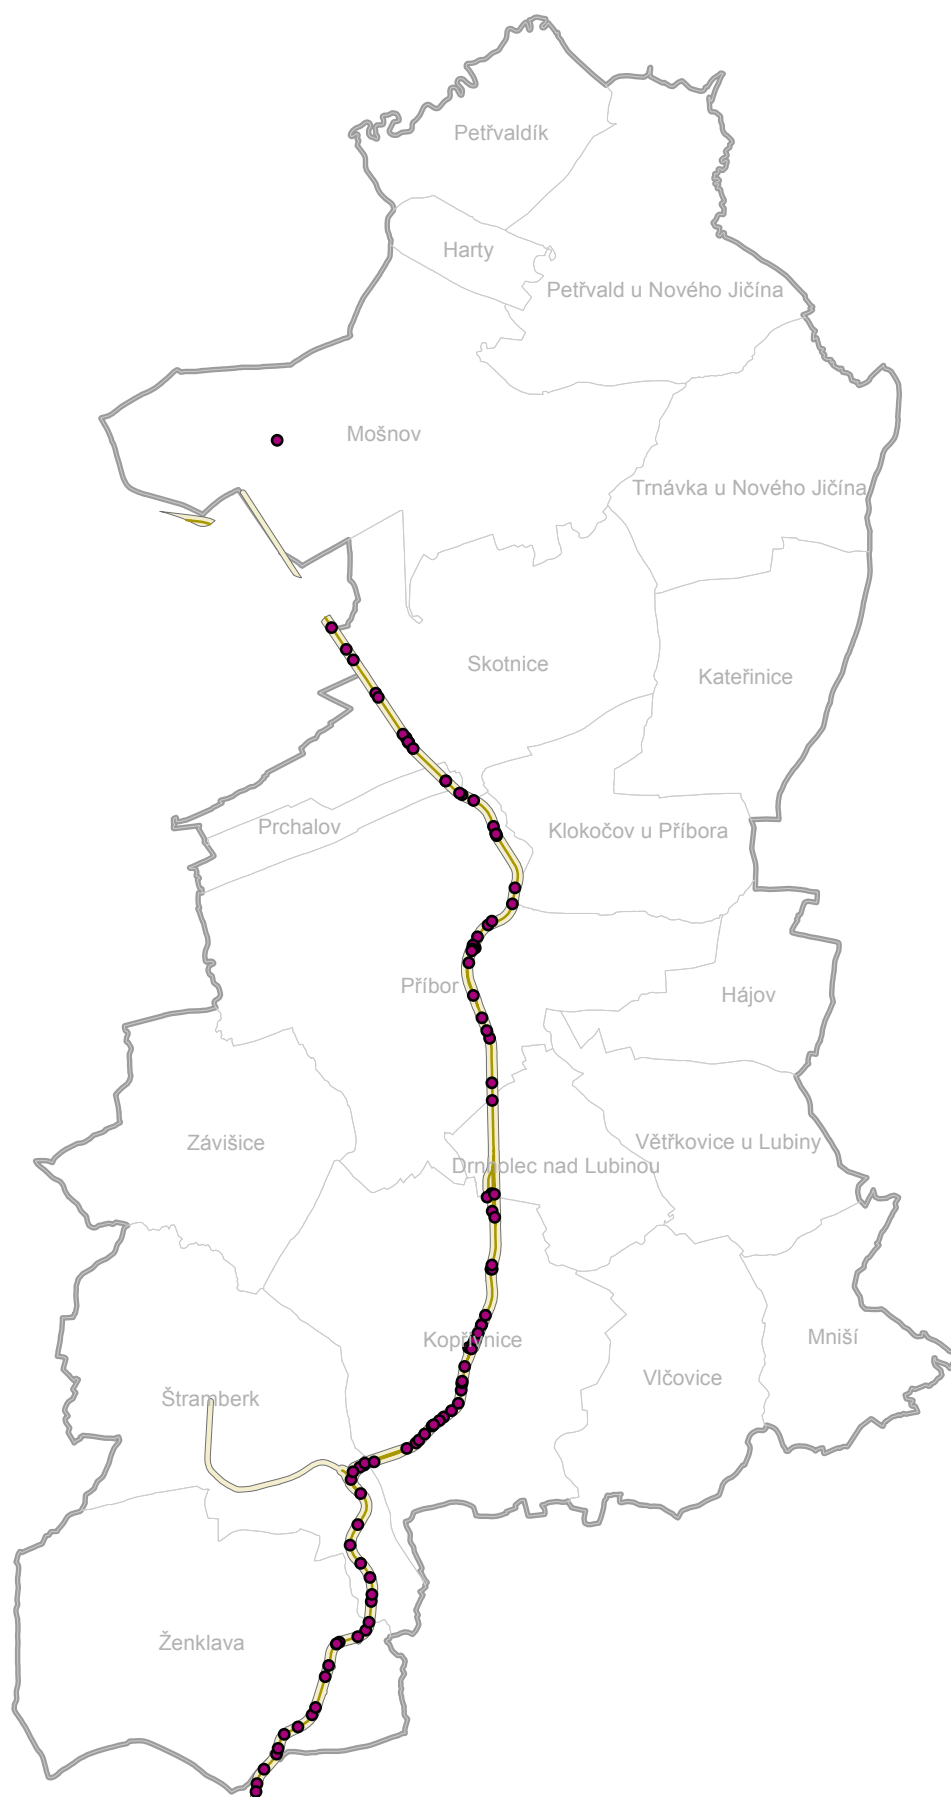 Petřvaldík
Harty
Petřvald u Nového Jičína
Mošnov
Trnávka u Nového Jičína
Skotnice
Kateřinice
Prchalov
Klokočov u Příbora
Příbor
Hájov
Závišice
Větřkovice u Lubiny
Drnholec nad Lubinou
Kopřivnice
Mniší
Vlčovice
Štramberk
Ženklava